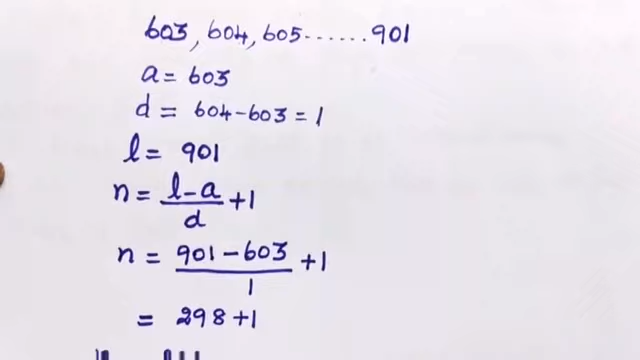 603, 604, 605.......901
a = 603
d = 604-603 = 1
l = 901
n = l-a/d +1
n = 901-603/1 +1
= 298+1